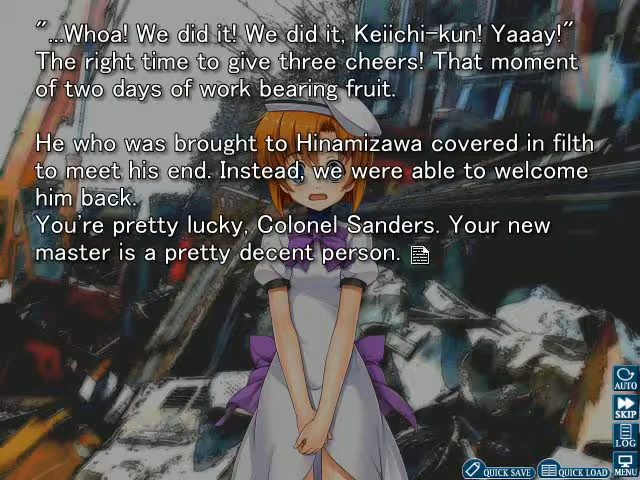 "...Whoa! We did it! We did it, Keiichi-kun! Yaaay!"
The right time to give three cheers! That moment
of two days of work bearing fruit.
He who was brought to Hinamizawa covered in filth
to meet his end. Instead, we were able to welcome
him back.
You're pretty lucky, Colonel Sanders. Your new
master is a pretty decent person.
AUTO
SKIP
LOG
MENU
QUICK SAVE
QUICK LOAD